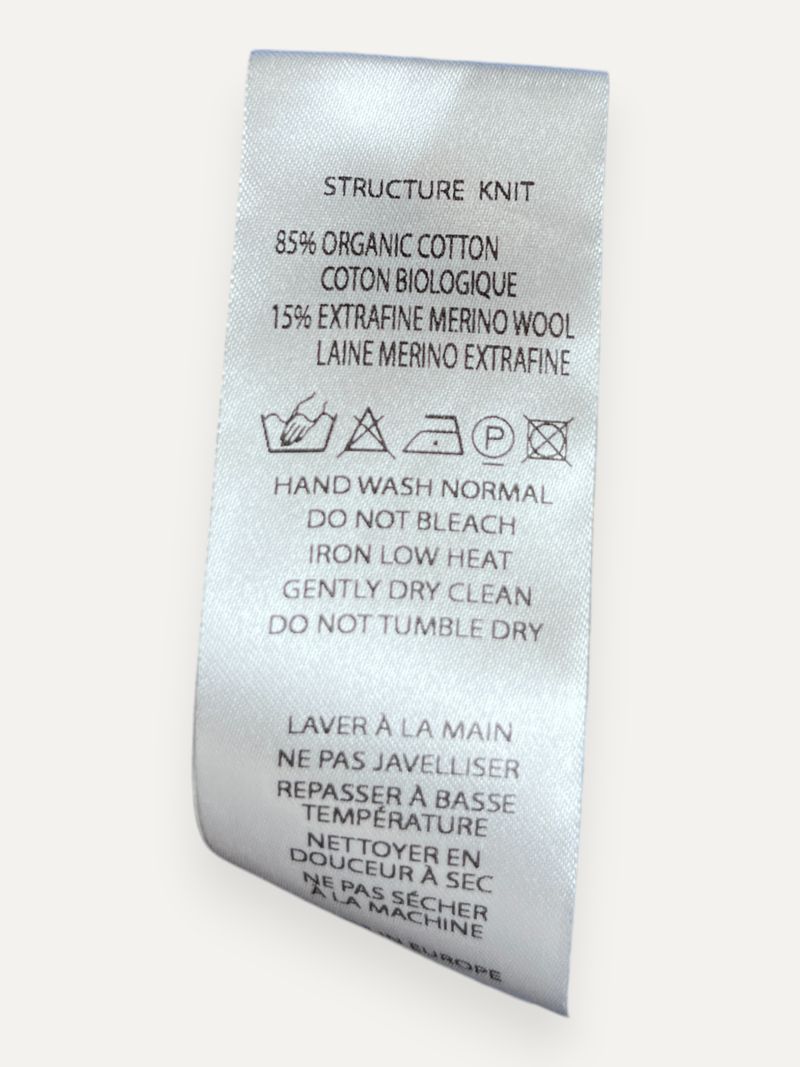 STRUCTURE KNIT
85% ORGANIC COTTON
COTON BIOLOGIQUE
15% EXTRAFINE MERINO WOOL
LAINE MERINO EXTRAFINE
P
HAND WASH NORMAL
DO NOT BLEACH
IRON LOW HEAT
GENTLY DRY CLEAN
DO NOT TUMBLE DRY
LAVER À LA MAIN
NE PAS JAVELLISER
REPASSER À BASSE
TEMPÉRATURE
NETTOYER EN
DOUCEUR À SEC
NE PAS SÉCHER
À LA MACHINE
IN EUROPE